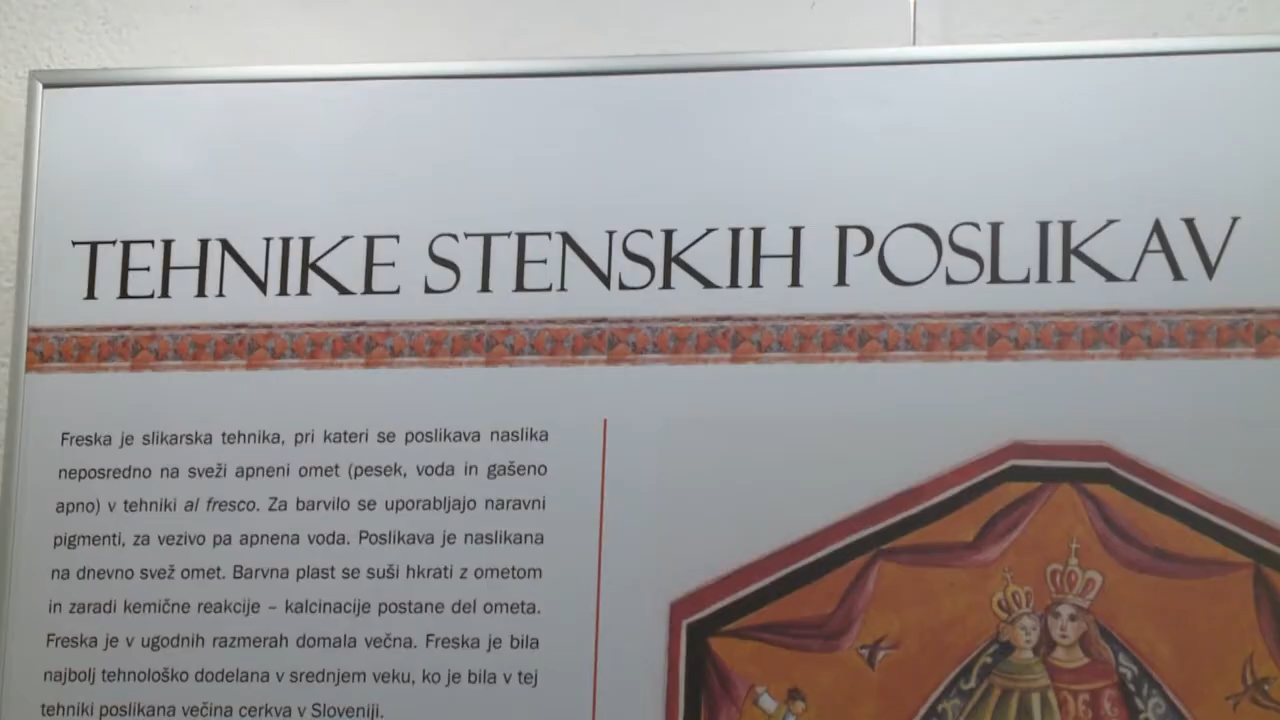 TEHNIKE STENSKIH POSLIKAV
Freska je slikarska tehnika, pri kateri se poslikava naslika
neposredno na sveži apneni omet (pesek, voda in gašeno
apno) v tehniki al fresco. Za barvilo se uporabljajo naravni
pigmenti, za vezivo pa apnena voda. Poslikava je naslikana
na dnevno svež omet. Barvna plast se suši hkrati z ometom
in zaradi kemične reakcije – kalcinacije postane del ometa.
Freska je v ugodnih razmerah domala večna. Freska je bila
najbolj tehnološko dodelana v srednjem veku, ko je bila v tej
tehniki poslikana večina cerkva v Sloveniji.